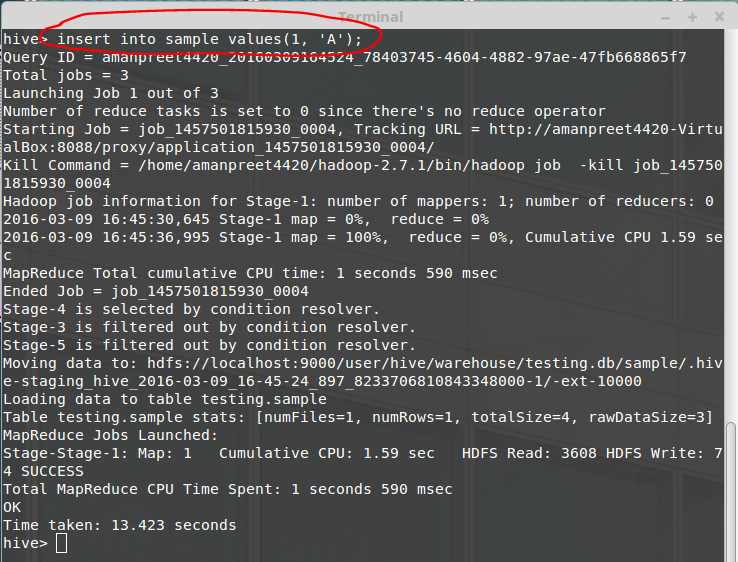 Terminal
hive> insert into sample values(1, 'A');
Query ID = amanpreet4420_20160309164524_78403745-4604-4882-97ae-47fb668865f7
Total jobs = 3
Launching Job 1 out of 3
Number of reduce tasks is set to 0 since there's no reduce operator
Starting Job = job_1457501815930_0004, Tracking URL = http://amanpreet4420-Virtu
alBox:8088/proxy/application_1457501815930_0004/
Kill Command = /home/amanpreet4420/hadoop-2.7.1/bin/hadoop job  -kill job_145750
1815930_0004
Hadoop job information for Stage-1: number of mappers: 1; number of reducers: 0
2016-03-09 16:45:30,645 Stage-1 map = 0%,  reduce = 0%
2016-03-09 16:45:36,995 Stage-1 map = 100%,  reduce = 0%, Cumulative CPU 1.59 se
c
MapReduce Total cumulative CPU time: 1 seconds 590 msec
Ended Job = job_1457501815930_0004
Stage-4 is selected by condition resolver.
Stage-3 is filtered out by condition resolver.
Stage-5 is filtered out by condition resolver.
Moving data to: hdfs://localhost:9000/user/hive/warehouse/testing.db/sample/.hiv
e-staging_hive_2016-03-09_16-45-24_897_8233706810843348000-1/-ext-10000
Loading data to table testing.sample
Table testing.sample stats: [numFiles=1, numRows=1, totalSize=4, rawDataSize=3]
MapReduce Jobs Launched:
Stage-Stage-1: Map: 1   Cumulative CPU: 1.59 sec   HDFS Read: 3608 HDFS Write: 7
4 SUCCESS
Total MapReduce CPU Time Spent: 1 seconds 590 msec
OK
Time taken: 13.423 seconds
hive>